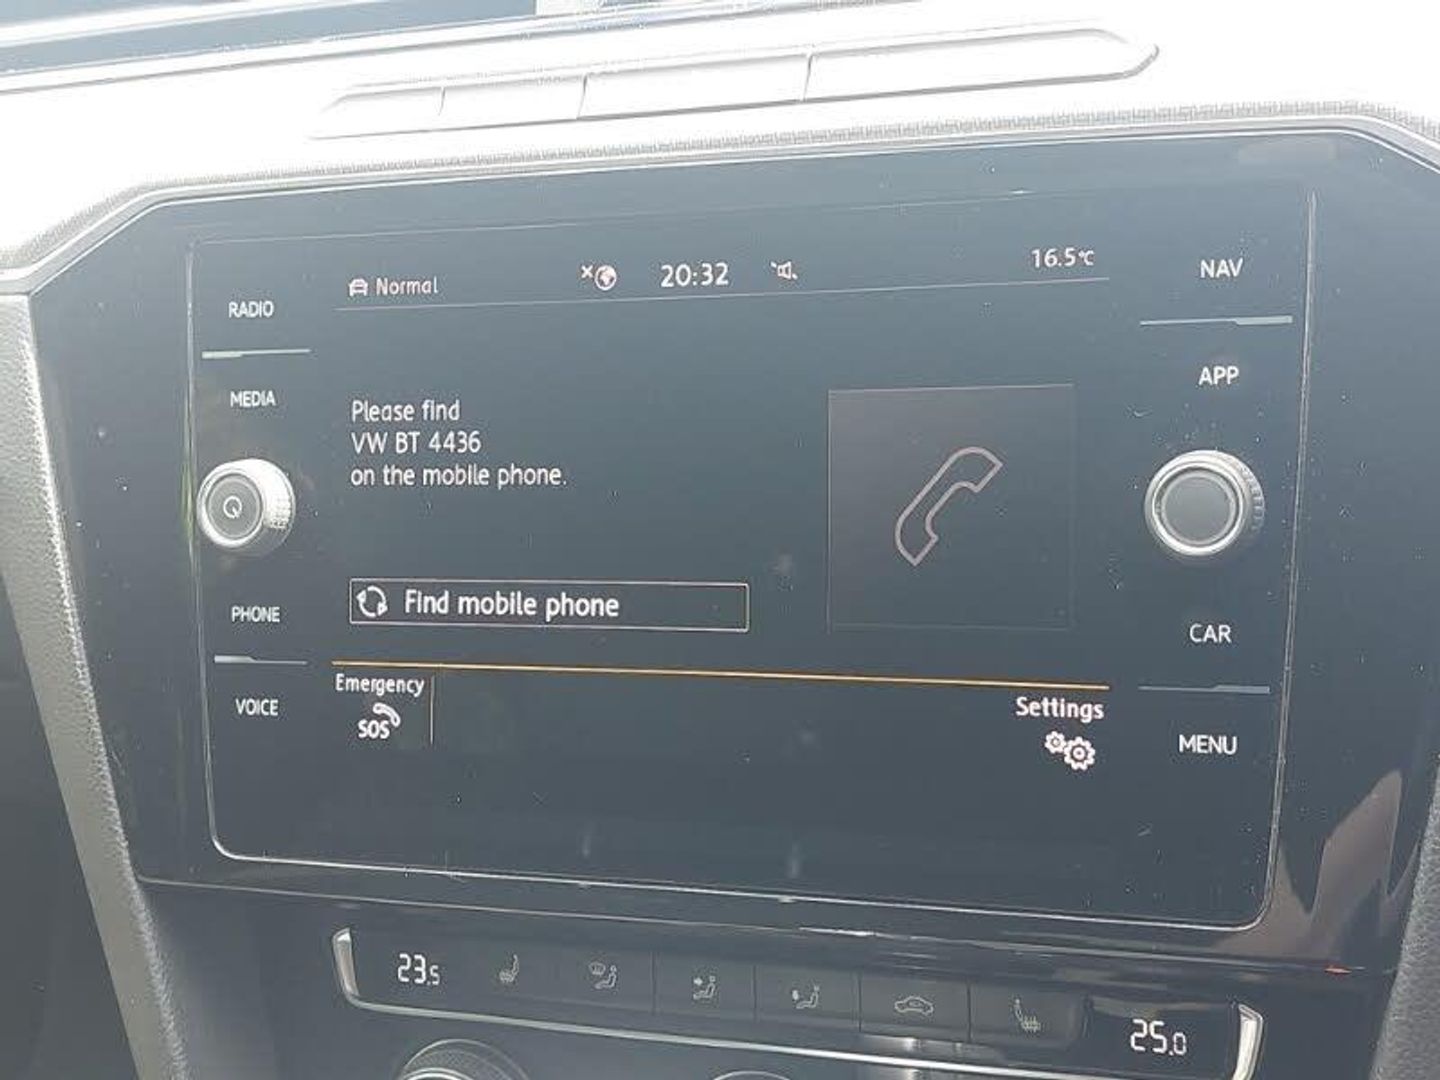 Normal
20:32
16.5°C
NAV
RADIO
APP
MEDIA
Please find
VW BT 4436
on the mobile phone.
Find mobile phone
PHONE
CAR
Emergency
SOS
Settings
VOICE
MENU
23.5
25.0